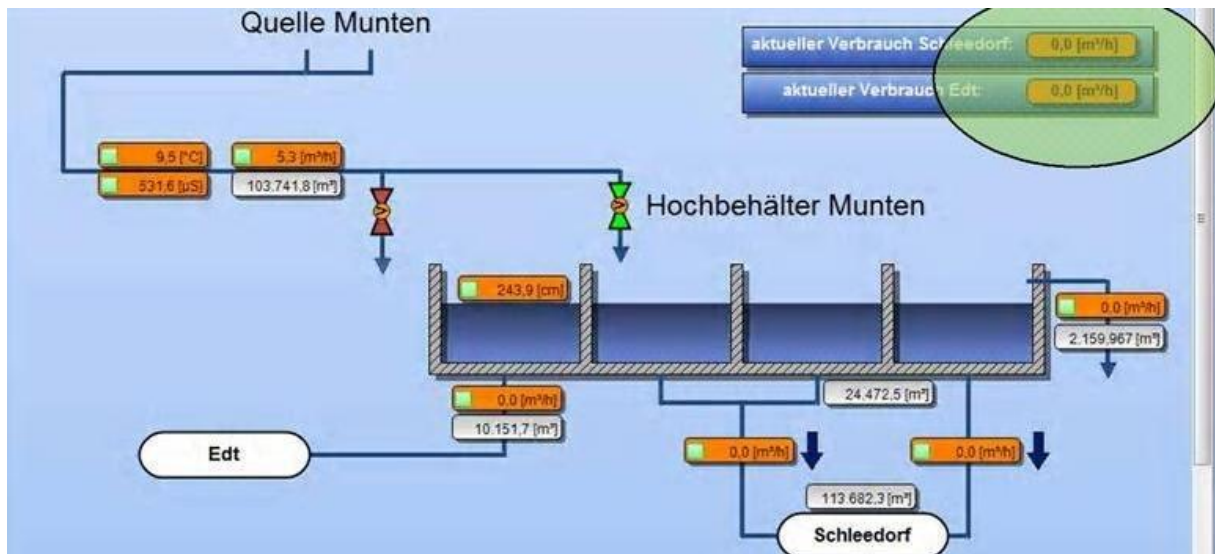 Quelle Munten
aktueller Verbrauch Schleedorf: 0,0 [m³/h]
aktueller Verbrauch Edt: 0,0 [m³/h]
9,5 [°C]
5,3 [m³/h]
531,6 [µS]
103.741,8 [m³]
Hochbehälter Munten
243,9 [cm]
0,0 [m³/h]
2.159,967 [m³]
0,0 [m³/h]
10.151,7 [m³]
24.472,5 [m³]
Edt
0,0 [m³/h]
0,0 [m³/h]
113.682,3 [m³]
Schleedorf